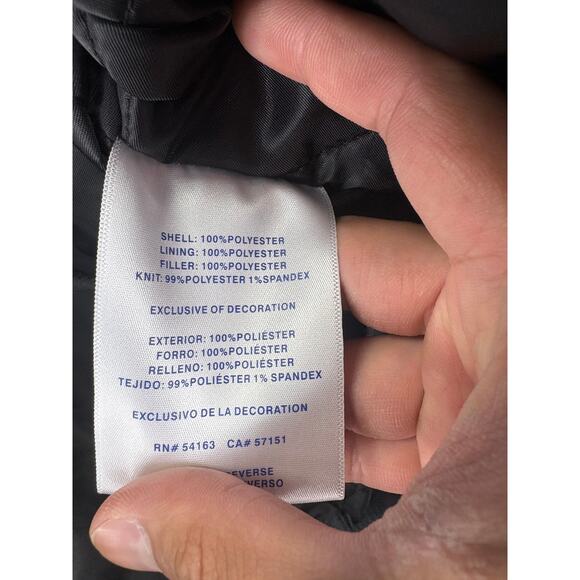 SHELL: 100%POLYESTER
LINING: 100%POLYESTER
FILLER: 100%POLYESTER
KNIT: 99%POLYESTER 1%SPANDEX
EXCLUSIVE OF DECORATION
EXTERIOR: 100%POLIÉSTER
FORRO: 100%POLIÉSTER
RELLENO: 100%POLIÉSTER
TEJIDO: 99%POLIÉSTER 1% SPANDEX
EXCLUSIVO DE LA DECORATION
RN# 54163 CA# 57151